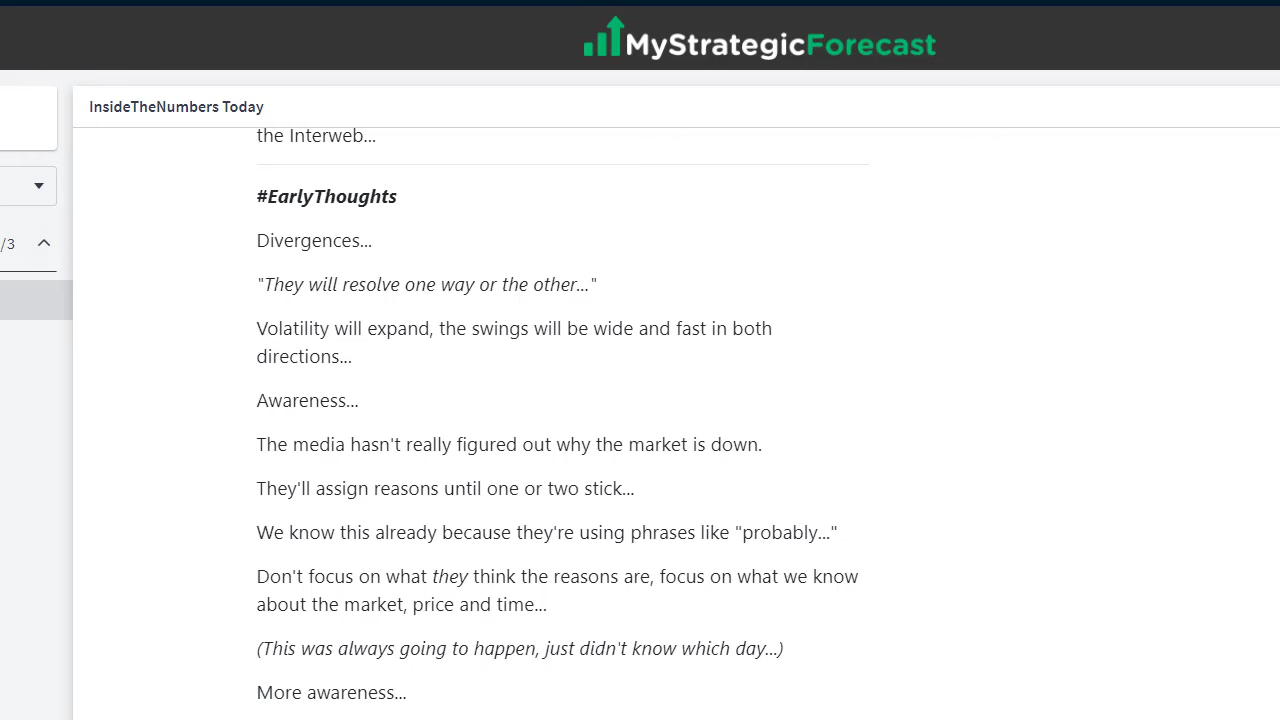 MyStrategicForecast
InsideTheNumbers Today
the Interweb...
#EarlyThoughts
Divergences...
"They will resolve one way or the other..."
Volatility will expand, the swings will be wide and fast in both
directions...
Awareness...
The media hasn't really figured out why the market is down.
/3
They'll assign reasons until one or two stick...
We know this already because they're using phrases like "probably..."
Don't focus on what they think the reasons are, focus on what we know
about the market, price and time...
(This was always going to happen, just didn't know which day...)
More awareness...